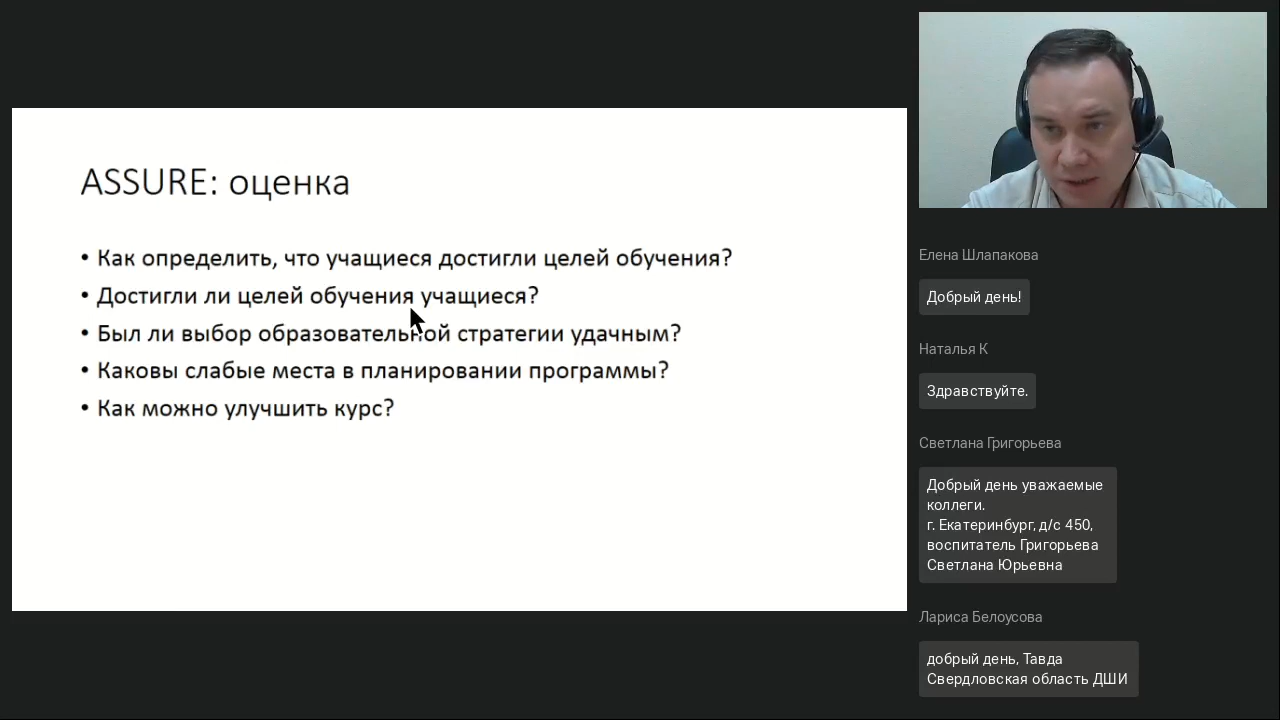 ASSURE: оценка
• Как определить, что учащиеся достигли целей обучения?
• Достигли ли целей обучения учащиеся?
• Был ли выбор образовательной стратегии удачным?
• Каковы слабые места в планировании программы?
• Как можно улучшить курс?
Елена Шлапакова
Добрый день!
Наталья К
Здравствуйте.
Светлана Григорьева
Добрый день уважаемые
коллеги.
г. Екатеринбург, д/с 450,
воспитатель Григорьева
Светлана Юрьевна
Лариса Белоусова
добрый день, Тавда
Свердловская область ДШИ